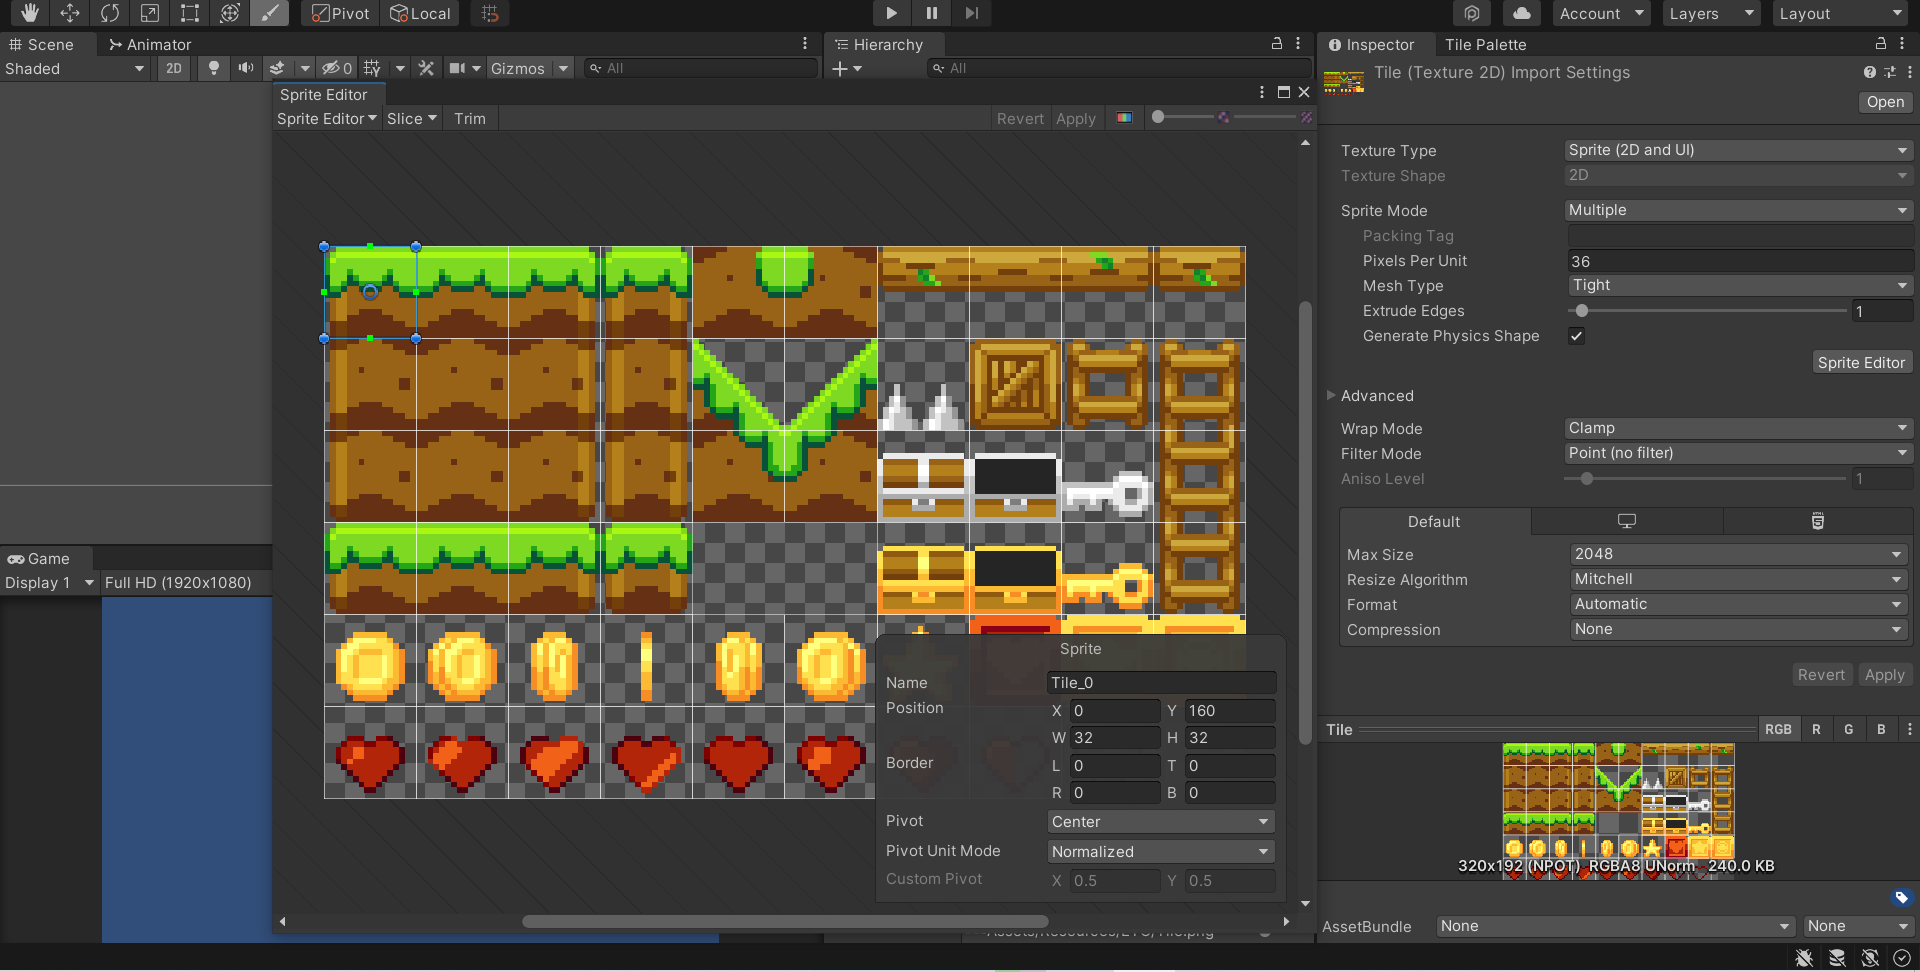 Pivot Local Account Layers Layout
Scene Animator Hierarchy Inspector Tile Palette
Shaded 2D 0 Gizmos All All
Tile (Texture 2D) Import Settings
Open
Sprite Editor
Sprite Editor Slice Trim Revert Apply
Texture Type Sprite (2D and UI)
Texture Shape 2D
Sprite Mode Multiple
Packing Tag
Pixels Per Unit 36
Mesh Type Tight
Extrude Edges 1
Generate Physics Shape
Sprite Editor
Advanced
Wrap Mode Clamp
Filter Mode Point (no filter)
Aniso Level 1
Default
Max Size 2048
Resize Algorithm Mitchell
Format Automatic
Compression None
Revert Apply
Game
Display 1 Full HD (1920x1080)
Sprite
Name Tile_0
Position X 0 Y 160
W 32 H 32
Border L 0 T 0
R 0 B 0
Pivot Center
Pivot Unit Mode Normalized
Custom Pivot X 0.5 Y 0.5
Tile RGB R G B
320x192 (NPOT) RGBA8 UNorm 240.0 KB
AssetBundle None None